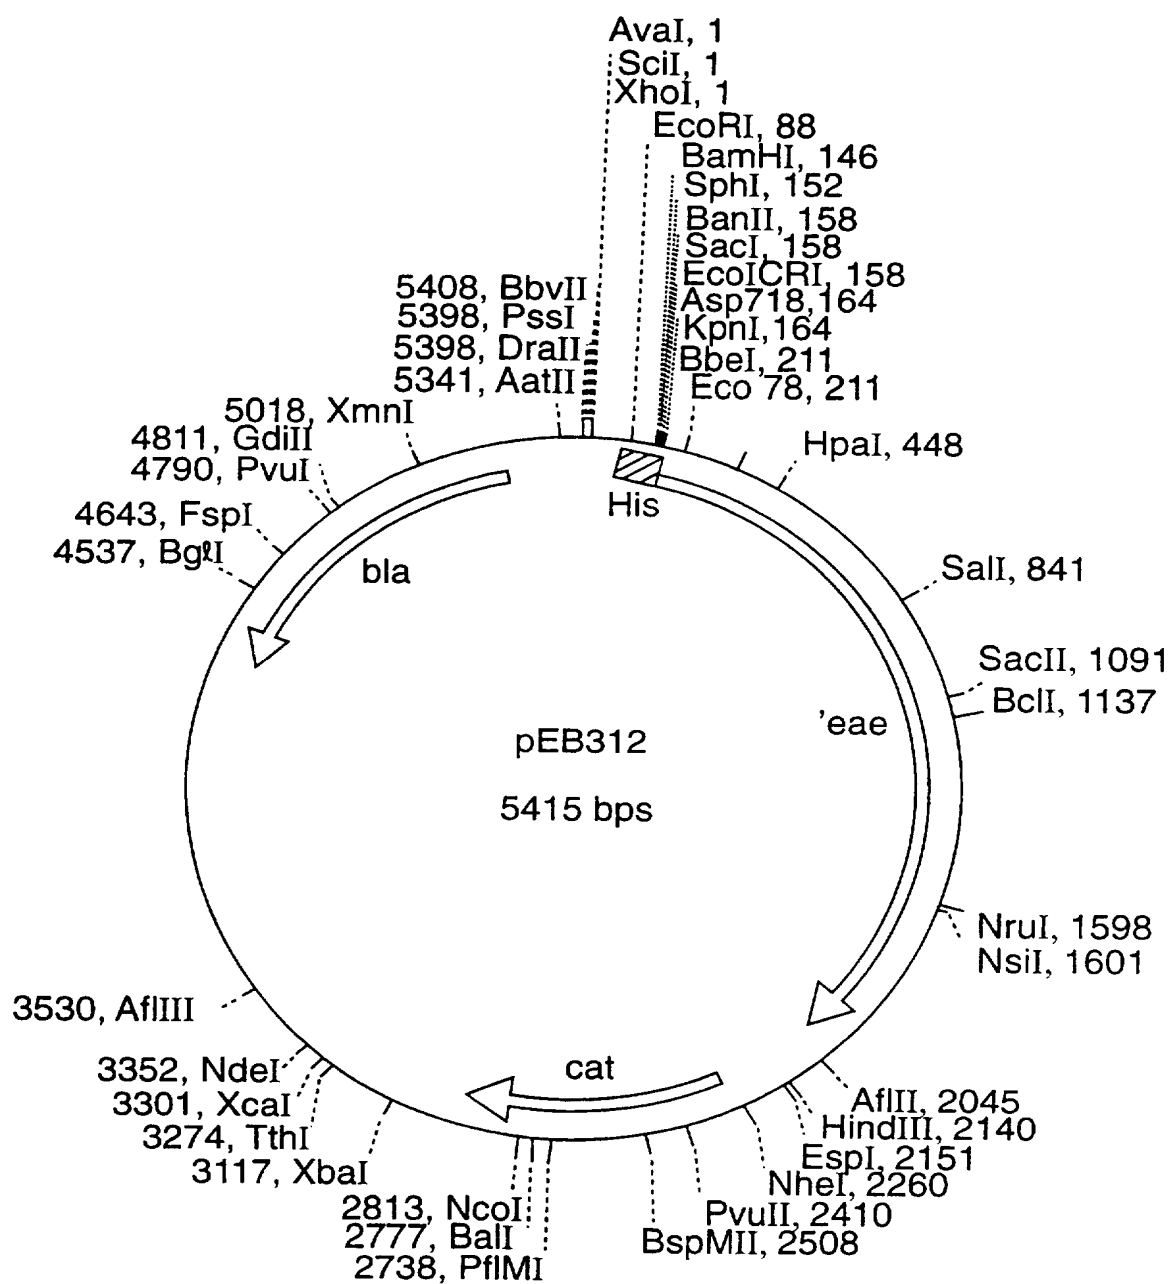 AvaI, 1
SciI, 1
XhoI, 1
EcoRI, 88
BamHI, 146
SphI, 152
BanII, 158
SacI, 158
EcoICRI, 158
Asp718,164
KpnI,164
BbeI, 211
Eco 78, 211
HpaI, 448
SalI, 841
SacII, 1091
BclI, 1137
NruI, 1598
NsiI, 1601
AflII, 2045
HindIII, 2140
EspI, 2151
NheI, 2260
PvuII, 2410
BspMII, 2508
2738, PflMI
2777, BalI
2813, NcoI
3117, XbaI
3274, TthI
3301, XcaI
3352, NdeI
3530, AflIII
4537, BglI
4643, FspI
4790, PvuI
4811, GdiII
5018, XmnI
5341, AatII
5398, DraII
5398, PssI
5408, BbvII
His
bla
'eae
cat
pEB312
5415 bps